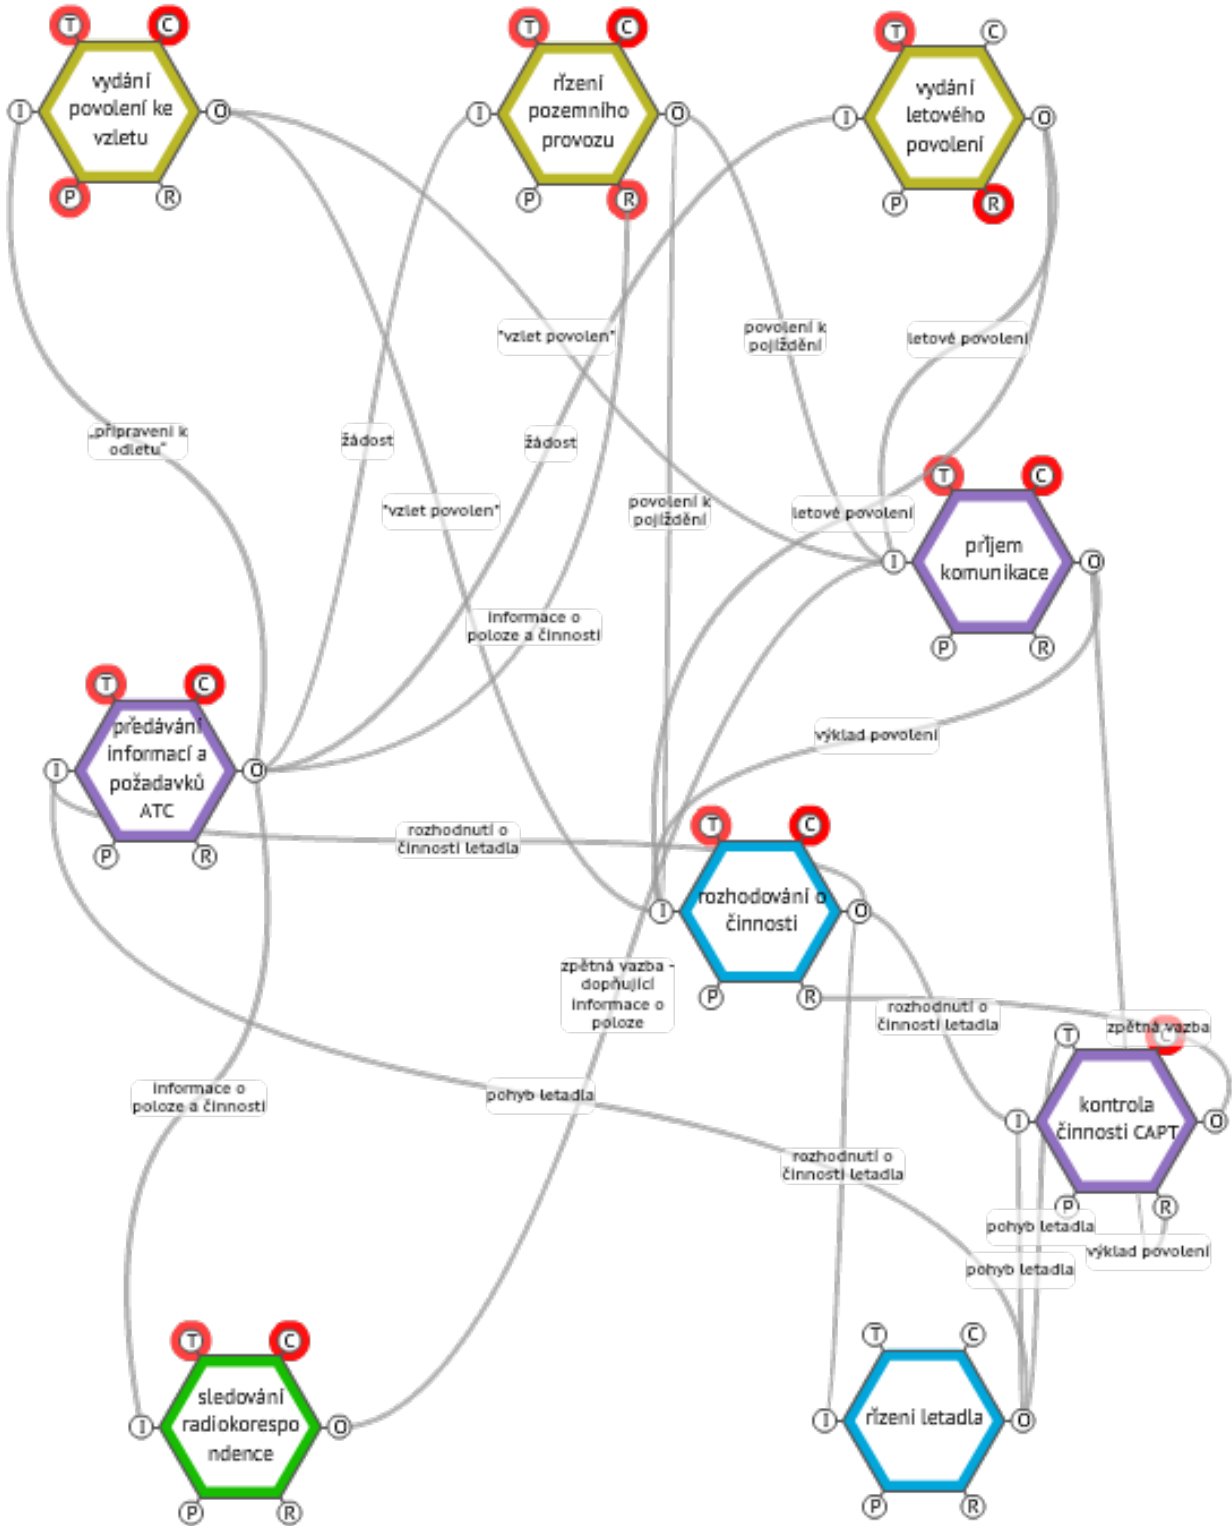 T
C
vydání
povolení ke
vzletu
I
O
P
R
T
C
řízení
pozemního
provozu
I
O
P
R
T
C
vydání
letového
povolení
I
O
P
R
"vzlet povolen"
povolení k
pojíždění
letové povolení
„připraveni k
odletu“
žádost
žádost
"vzlet povolen"
povolení k
pojíždění
letové povolení
T
C
příjem
komunikace
I
O
P
R
informace o
poloze a činnosti
T
C
předávání
informací a
požadavků
ATC
I
O
P
R
výklad povolení
rozhodnutí o
činnosti letadla
T
C
rozhodování o
činnosti
I
O
P
R
zpětná vazba -
dopňující
informace o
poloze
rozhodnutí o
činnosti letadla
zpětná vazba
T
C
kontrola
činnosti CAPT
I
O
P
R
informace o
poloze a činnosti
pohyb letadla
rozhodnutí o
činnosti letadla
pohyb letadla
výklad povolení
pohyb letadla
T
C
sledování
radiokorespo
ndence
I
O
P
R
T
C
řízení letadla
I
O
P
R